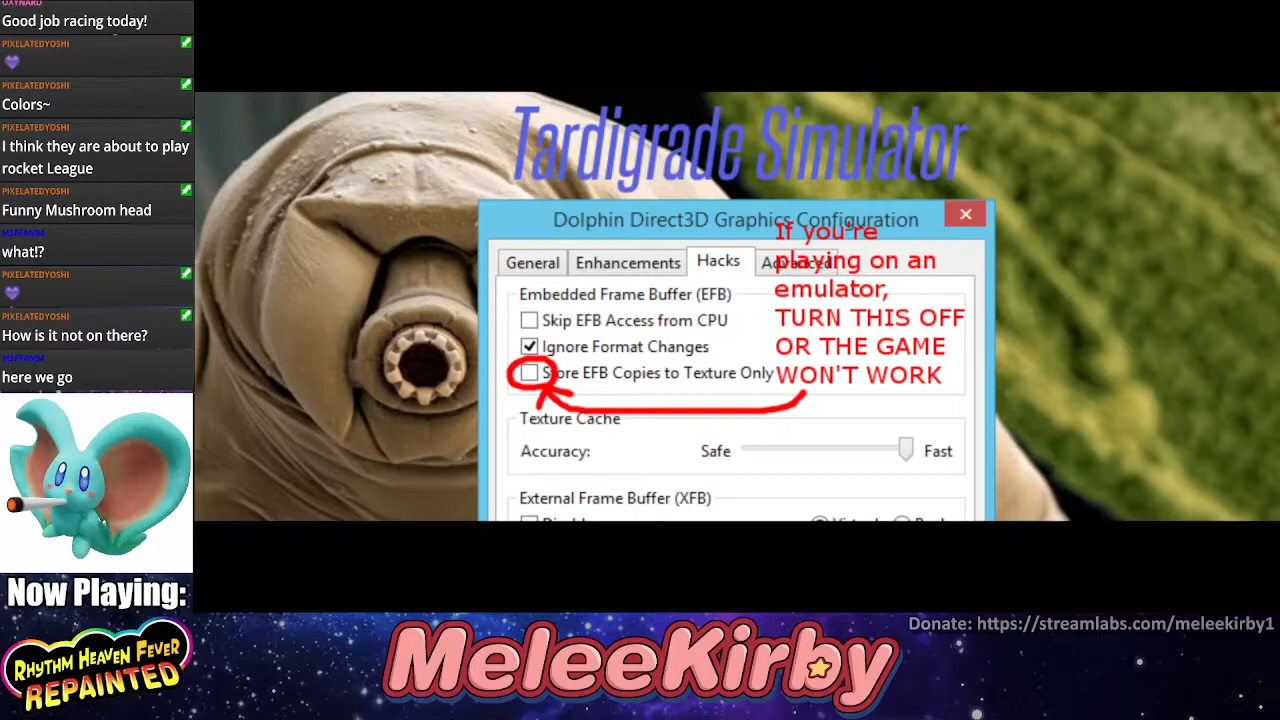 OXYNARD
Good job racing today!
PIXELATEDYOSHI
PIXELATEDYOSHI
Colors~
PIXELATEDYOSHI
I think they are about to play
rocket League
PIXELATEDYOSHI
Funny Mushroom head
MSFFAN94
what!?
PIXELATEDYOSHI
PIXELATEDYOSHI
How is it not on there?
MSFFAN94
here we go
Now Playing:
RHYTHM HEAVEN FEVER
REPAINTED
Tardigrade Simulator
Dolphin Direct3D Graphics Configuration
General
Enhancements
Hacks
Advanced
If you're
playing on an
emulator,
TURN THIS OFF
OR THE GAME
WON'T WORK
Embedded Frame Buffer (EFB)
Skip EFB Access from CPU
Ignore Format Changes
Store EFB Copies to Texture Only
Texture Cache
Accuracy:
Safe
Fast
External Frame Buffer (XFB)
Donate: https://streamlabs.com/meleekirby1
MeleeKirby